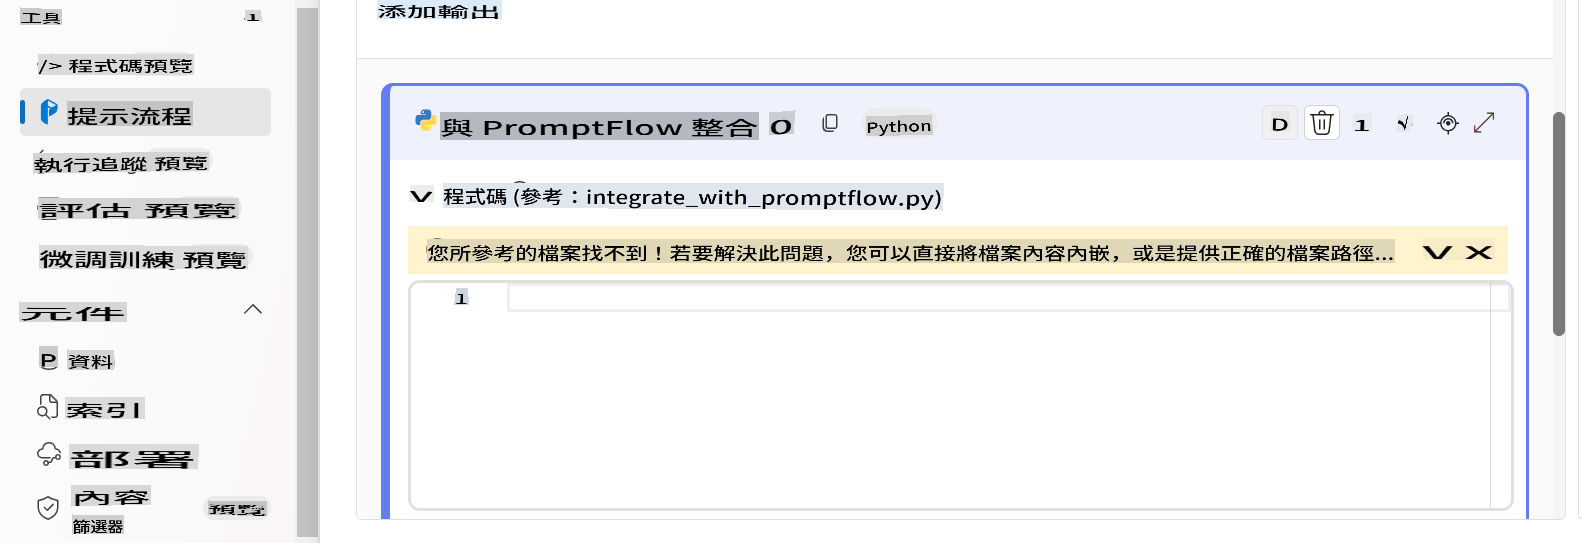 工具 1
/> 程式碼預覽
提示流程
執行追蹤 預覽
評估 預覽
微調訓練 預覽
元件
P 資料
索引
部署
內容
篩選器
預覽
添加輸出
與 PromptFlow 整合 O
Python
D 1
程式碼 (參考：integrate_with_promptflow.py)
您所參考的檔案找不到！若要解決此問題，您可以直接將檔案內容內嵌，或是提供正確的檔案路徑...
1